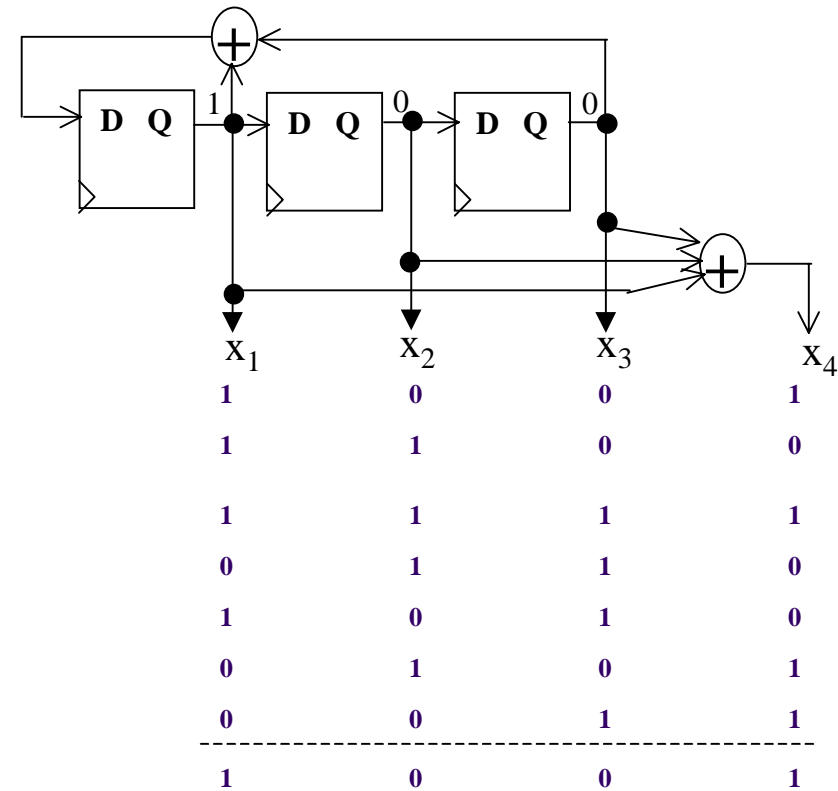 +
1 0 0
D Q D Q D Q
+
x1 x2 x3 x4
1 0 0 1
1 1 0 0
1 1 1 1
0 1 1 0
1 0 1 0
0 1 0 1
0 0 1 1
1 0 0 1